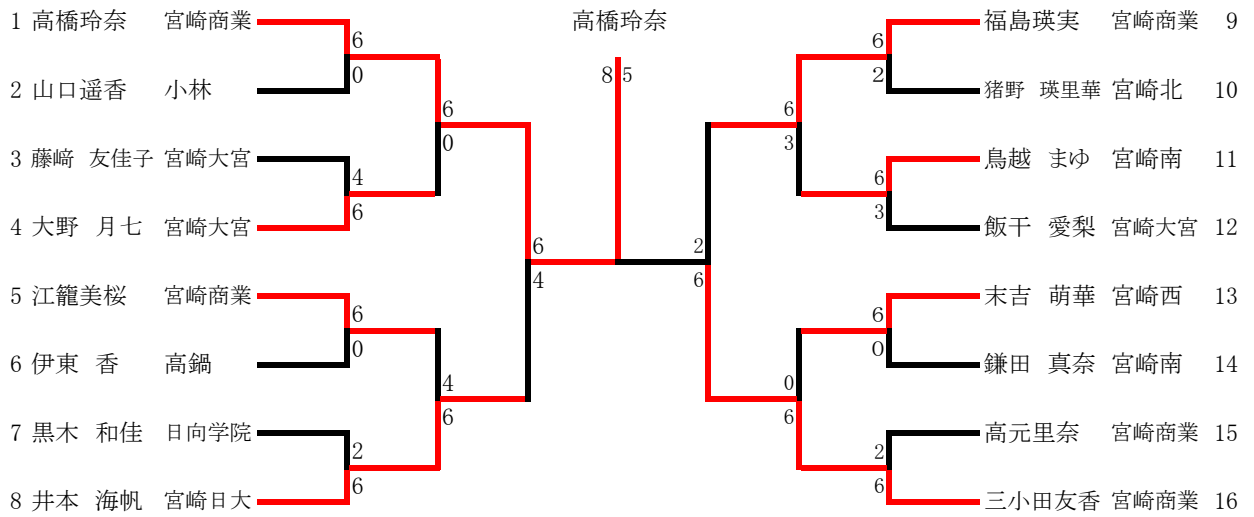 高橋玲奈
8 5
1 高橋玲奈 宮崎商業
6
0
2 山口遥香 小林
6
0
3 藤﨑 友佳子 宮崎大宮
4
6
4 大野 月七 宮崎大宮
6
4
5 江籠美桜 宮崎商業
6
0
6 伊東 香 高鍋
4
6
7 黒木 和佳 日向学院
2
6
8 井本 海帆 宮崎日大
福島瑛実 宮崎商業 9
6
2
猪野 瑛里華 宮崎北 10
6
3
鳥越 まゆ 宮崎南 11
6
3
飯干 愛梨 宮崎大宮 12
2
6
末吉 萌華 宮崎西 13
6
0
鎌田 真奈 宮崎南 14
0
6
高元里奈 宮崎商業 15
2
6
三小田友香 宮崎商業 16